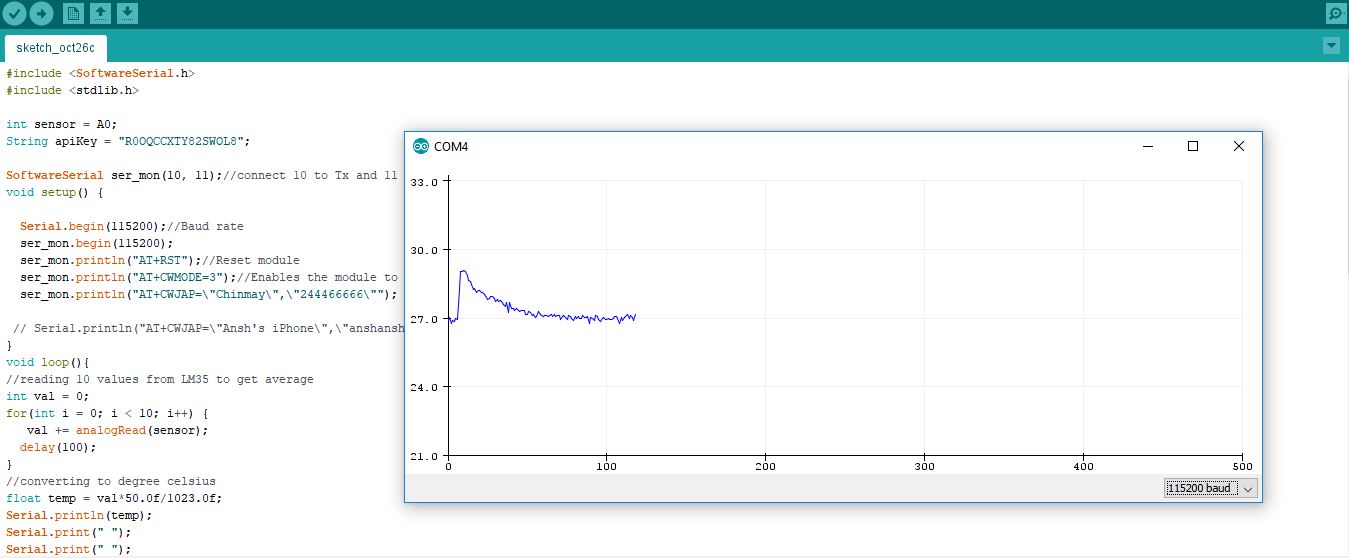 sketch_oct26c
#include <SoftwareSerial.h>
#include <stdlib.h>
int sensor = A0;
String apiKey = "R0OQCCXTY82SWOL8";
SoftwareSerial ser_mon(10, 11);//connect 10 to Tx and 11
void setup() {
Serial.begin(115200);//Baud rate
ser_mon.begin(115200);
ser_mon.println("AT+RST");//Reset module
ser_mon.println("AT+CWMODE=3");//Enables the module to
ser_mon.println("AT+CWJAP=\"Chinmay\",\"244466666\"");
// Serial.println("AT+CWJAP=\"Ansh's iPhone\",\"anshansh
}
void loop(){
//reading 10 values from LM35 to get average
int val = 0;
for(int i = 0; i < 10; i++) {
val += analogRead(sensor);
delay(100);
}
//converting to degree celsius
float temp = val*50.0f/1023.0f;
Serial.println(temp);
Serial.print(" ");
Serial.print(" ");
COM4
33.0
30.0
27.0
24.0
21.0
0 100 200 300 400 500
115200 baud